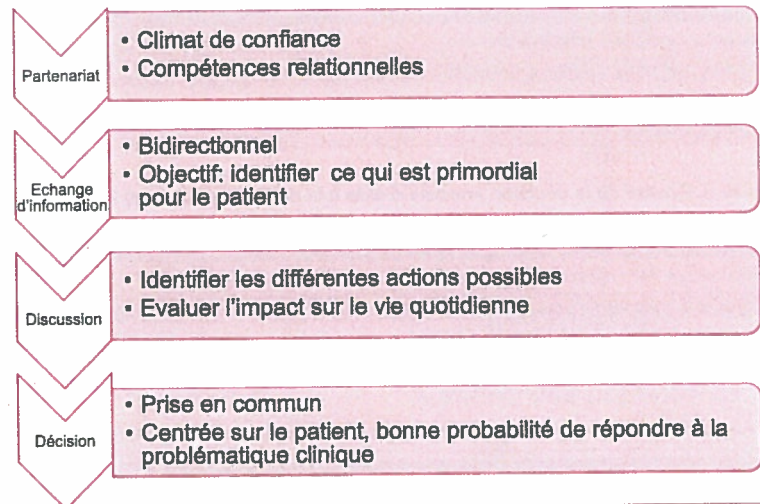 Partenariat
• Climat de confiance
• Compétences relationnelles
Echange
d'information
• Bidirectionnel
• Objectif: identifier ce qui est primordial
pour le patient
Discussion
• Identifier les différentes actions possibles
• Evaluer l'impact sur le vie quotidienne
Décision
• Prise en commun
• Centrée sur le patient, bonne probabilité de répondre à la
problématique clinique